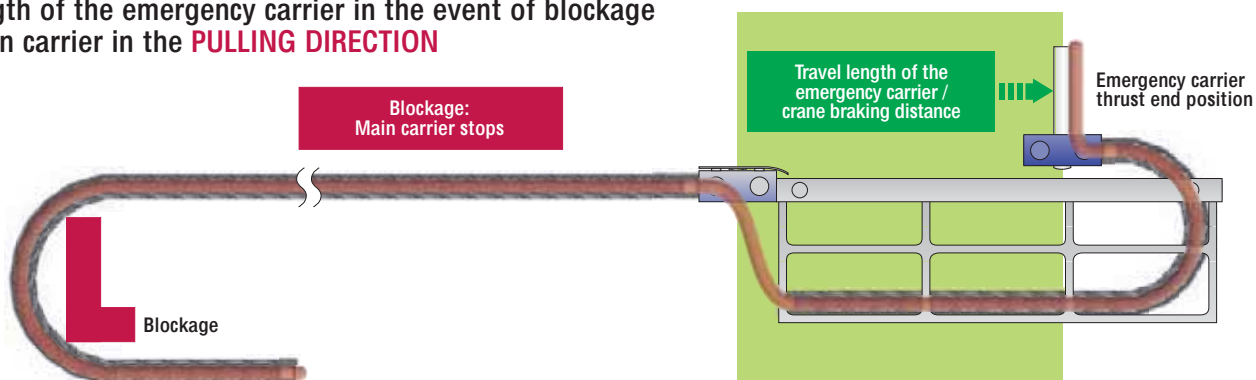 of the emergency carrier in the event of blockage
carrier in the PULLING DIRECTION
Blockage:
Main carrier stops
Travel length of the
emergency carrier /
crane braking distance
Emergency carrier
thrust end position
Blockage